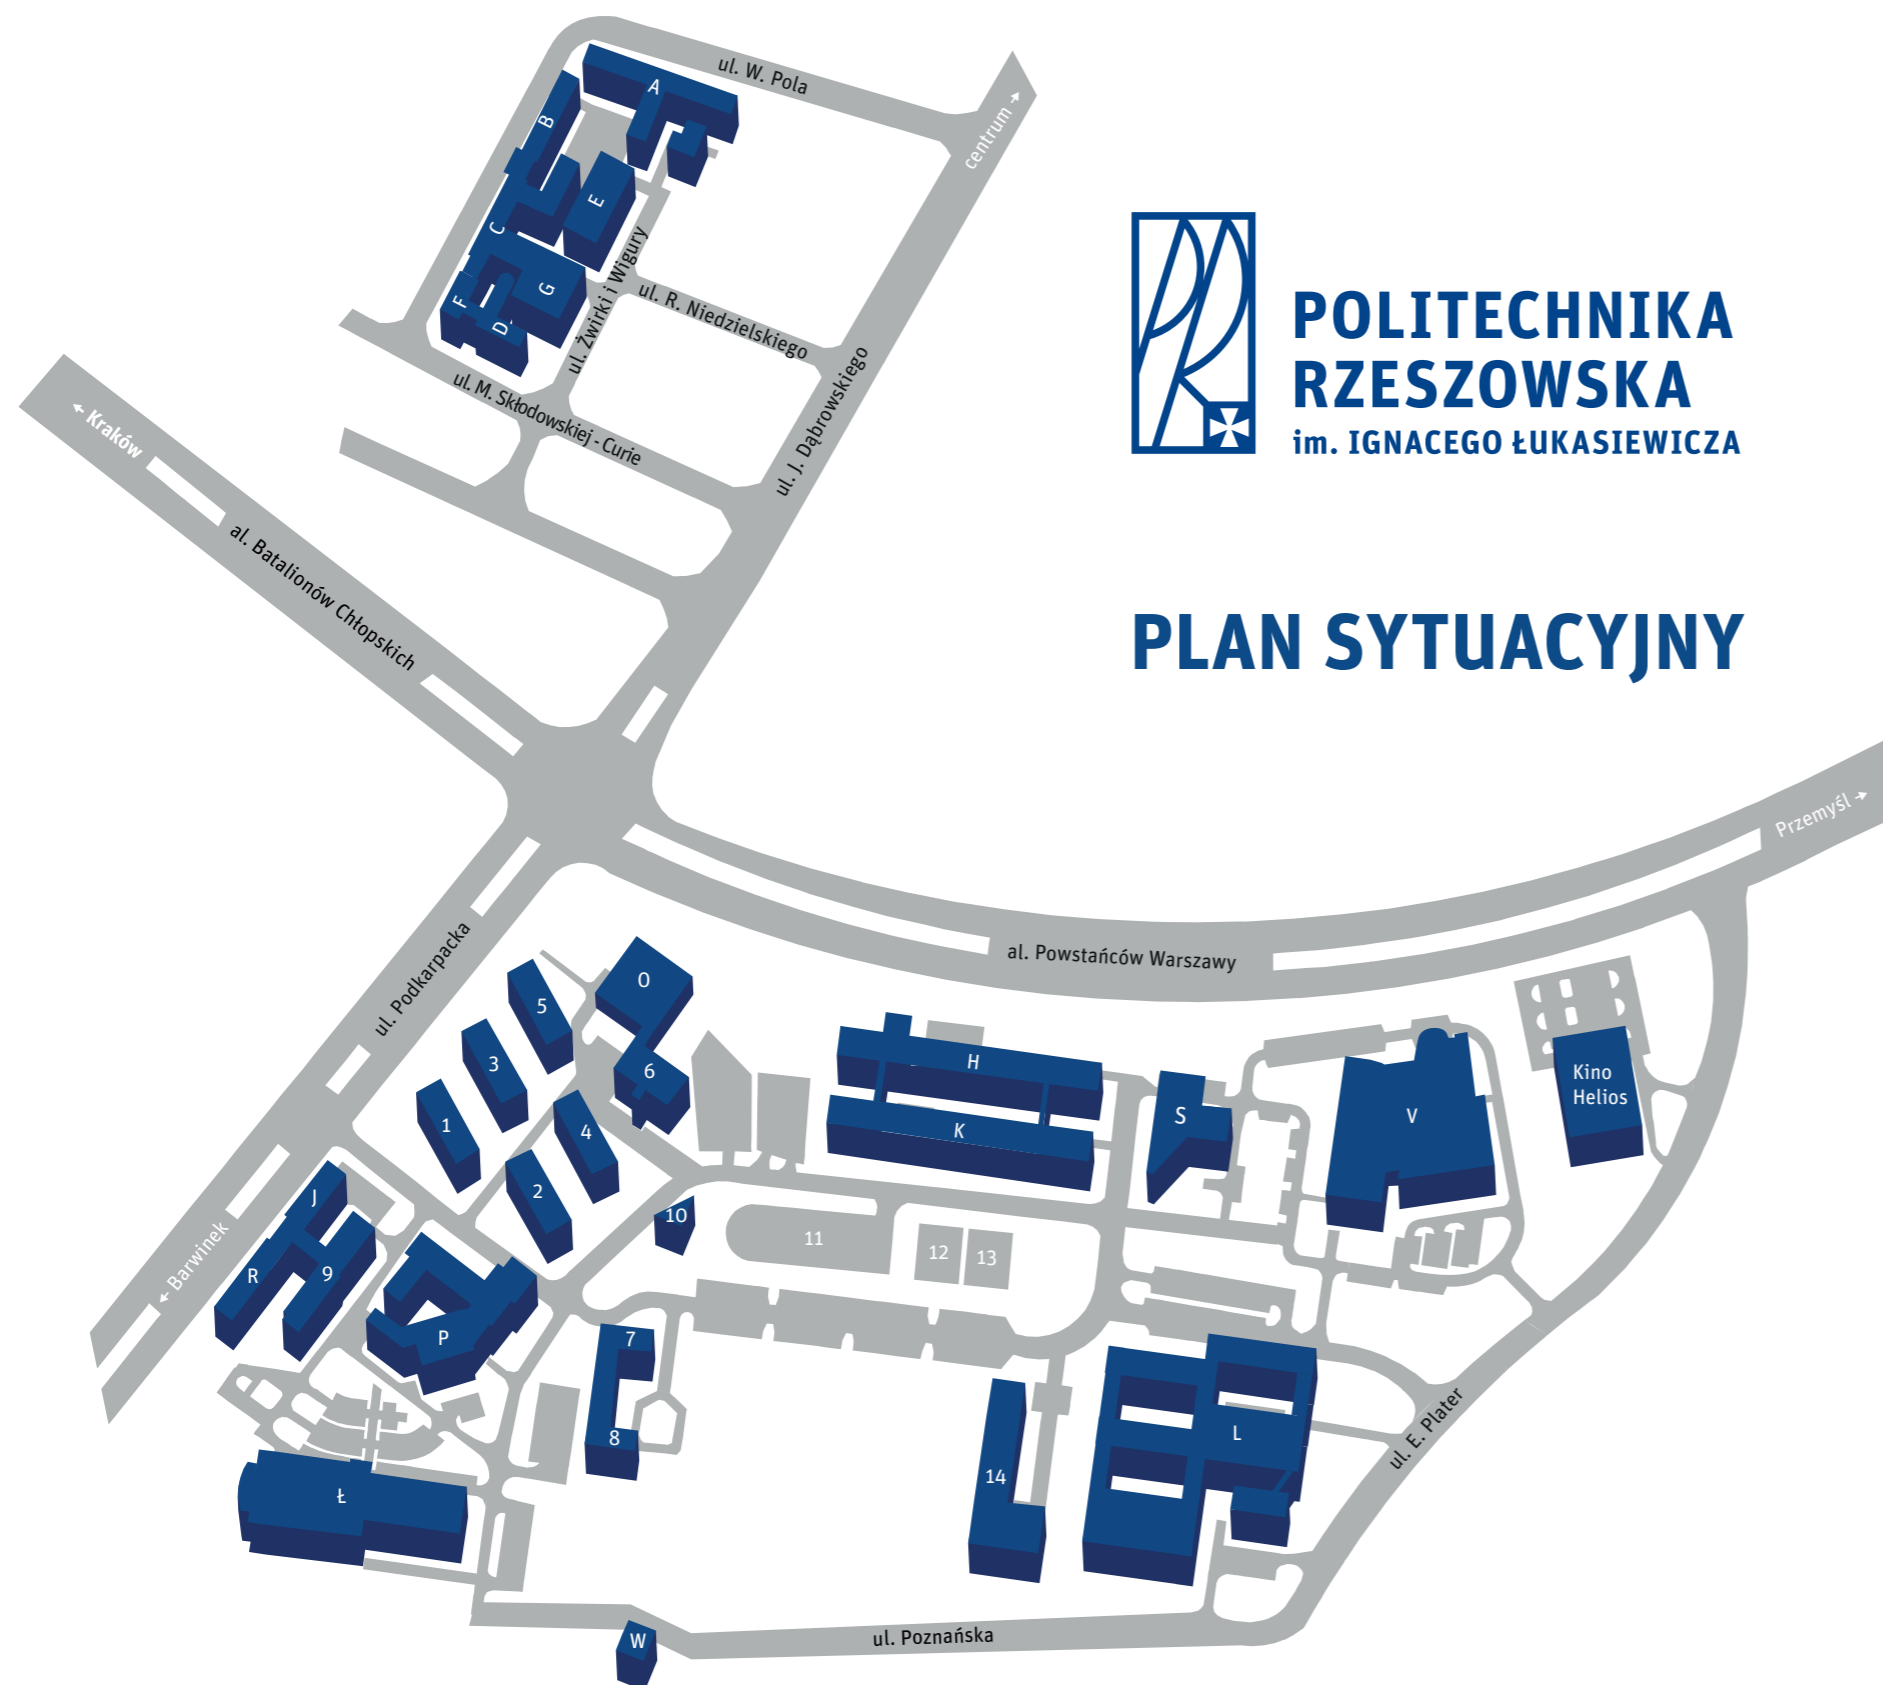 ul. W. Pola
A
B
centrum →
E
C
ul. Żwirki i Wigury
G
F
D
ul. R. Niedzielskiego
ul. M. Skłodowskiej - Curie
ul. J. Dąbrowskiego
POLITECHNIKA
RZESZOWSKA
im. IGNACEGO ŁUKASIEWICZA
← Kraków
al. Batalionów Chłopskich
PLAN SYTUACYJNY
Przemyśl →
al. Powstańców Warszawy
ul. Podkarpacka
O
5
3
6
H
Kino
Helios
1
4
K
S
V
2
J
10
11
12
13
← Barwinek
R
9
P
7
8
L
ul. E. Plater
14
Ł
W
ul. Poznańska